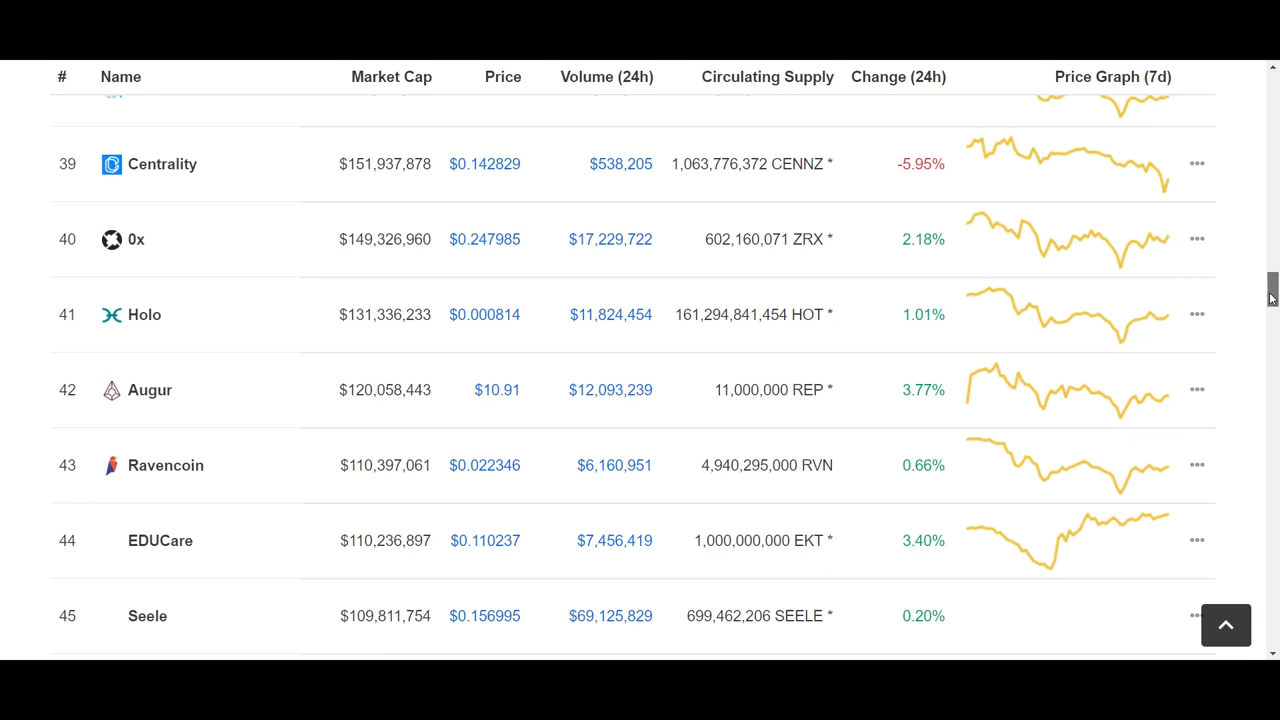 # Name Market Cap Price Volume (24h) Circulating Supply Change (24h) Price Graph (7d)
39 Centrality $151,937,878 $0.142829 $538,205 1,063,776,372 CENNZ * -5.95%
40 0x $149,326,960 $0.247985 $17,229,722 602,160,071 ZRX * 2.18%
41 Holo $131,336,233 $0.000814 $11,824,454 161,294,841,454 HOT * 1.01%
42 Augur $120,058,443 $10.91 $12,093,239 11,000,000 REP * 3.77%
43 Ravencoin $110,397,061 $0.022346 $6,160,951 4,940,295,000 RVN 0.66%
44 EDUCare $110,236,897 $0.110237 $7,456,419 1,000,000,000 EKT * 3.40%
45 Seele $109,811,754 $0.156995 $69,125,829 699,462,206 SEELE * 0.20%